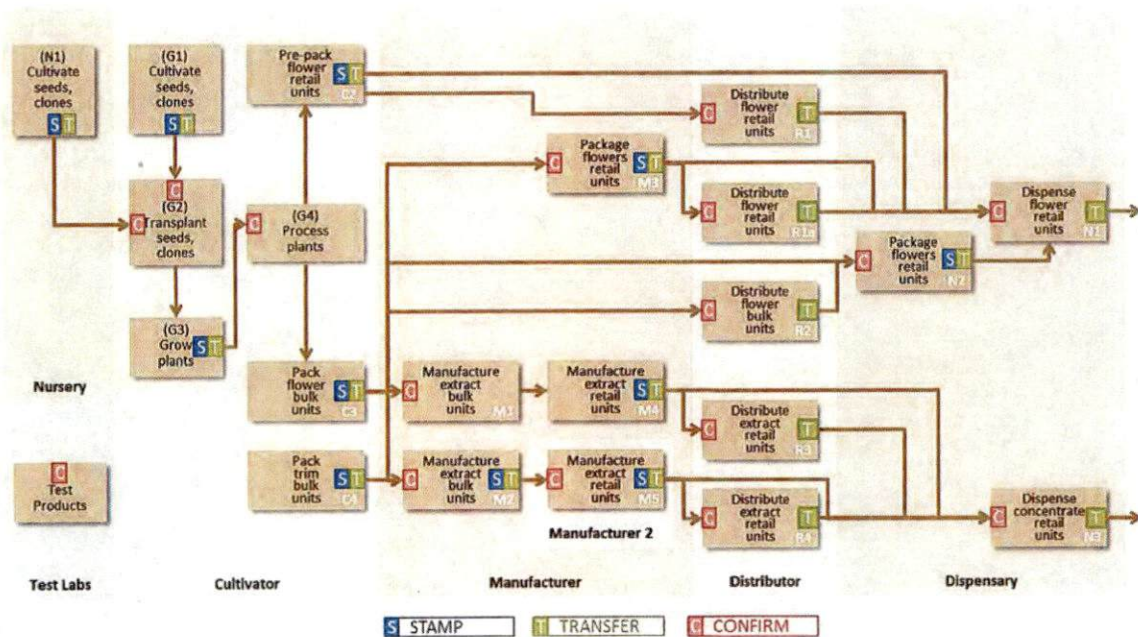 (N1)
Cultivate
seeds,
clones
S T
(G1)
Cultivate
seeds,
clones
S T
Pre-pack
flower
retail
units
S T
C2
C
Distribute
flower
retail
units
T
R1
C
Package
flowers
retail
units
S T
M3
C
(G2)
Transplant
seeds,
clones
C
C
(G4)
Process
plants
C
Distribute
flower
retail
units
T
R1a
C
Dispense
flower
retail
units
T
N1
C
Package
flowers
retail
units
S T
N2
C
Distribute
flower
bulk
units
T
R2
(G3)
Grow
plants
S T
Nursery
Pack
flower
bulk
units
S T
C3
C
Manufacture
extract
bulk
units
M1
Manufacture
extract
retail
units
S T
M4
C
Distribute
extract
retail
units
T
R3
C
Test
Products
Pack
trim
bulk
units
S T
C4
C
Manufacture
extract
bulk
units
S T
M2
C
Manufacture
extract
retail
units
S T
M5
C
Distribute
extract
retail
units
T
R4
C
Dispense
concentrate
retail
units
T
N3
Manufacturer 2
Test Labs
Cultivator
Manufacturer
Distributor
Dispensary
S STAMP
T TRANSFER
C CONFIRM